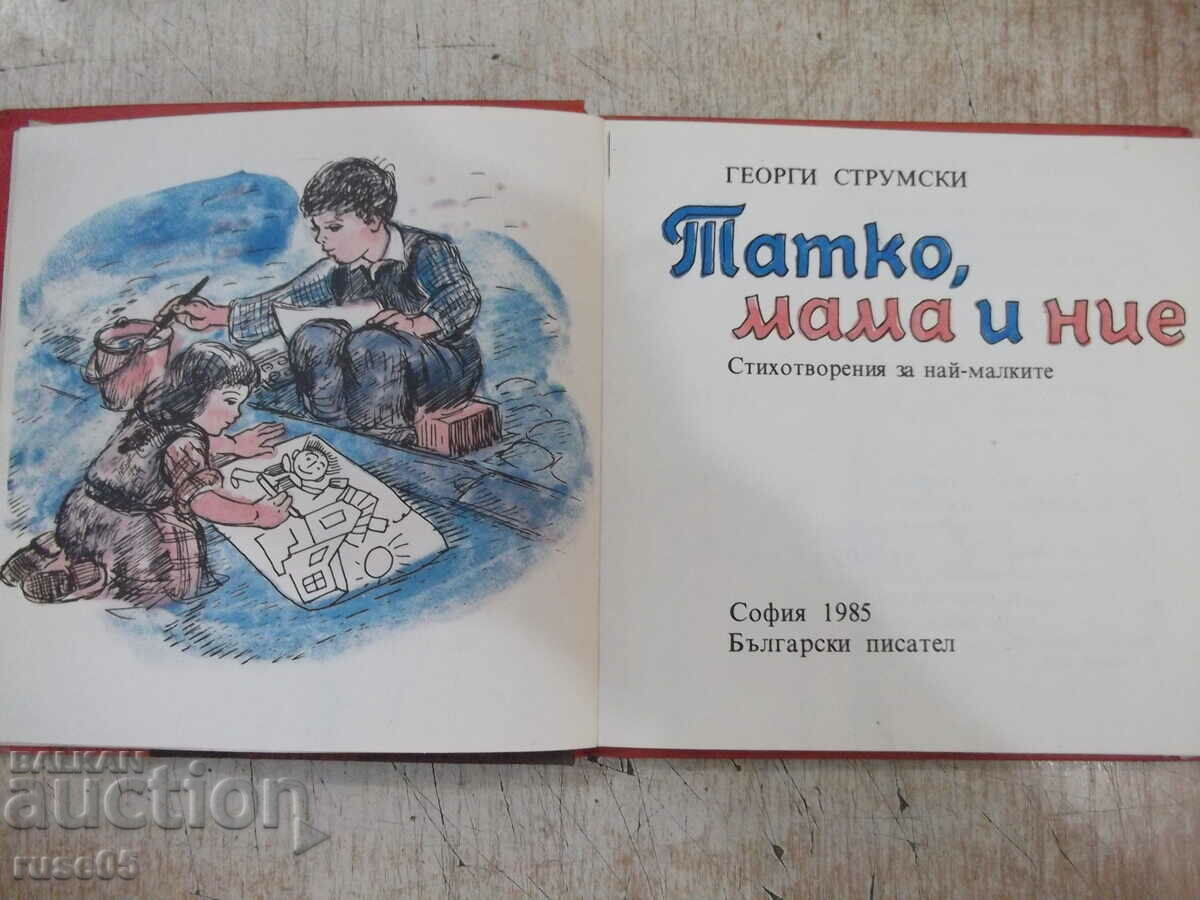 ГЕОРГИ СТРУМСКИ
Татко,
мама и ние
Стихотворения за най-малките
София 1985
Български писател
BALKAN
auction
ruse05